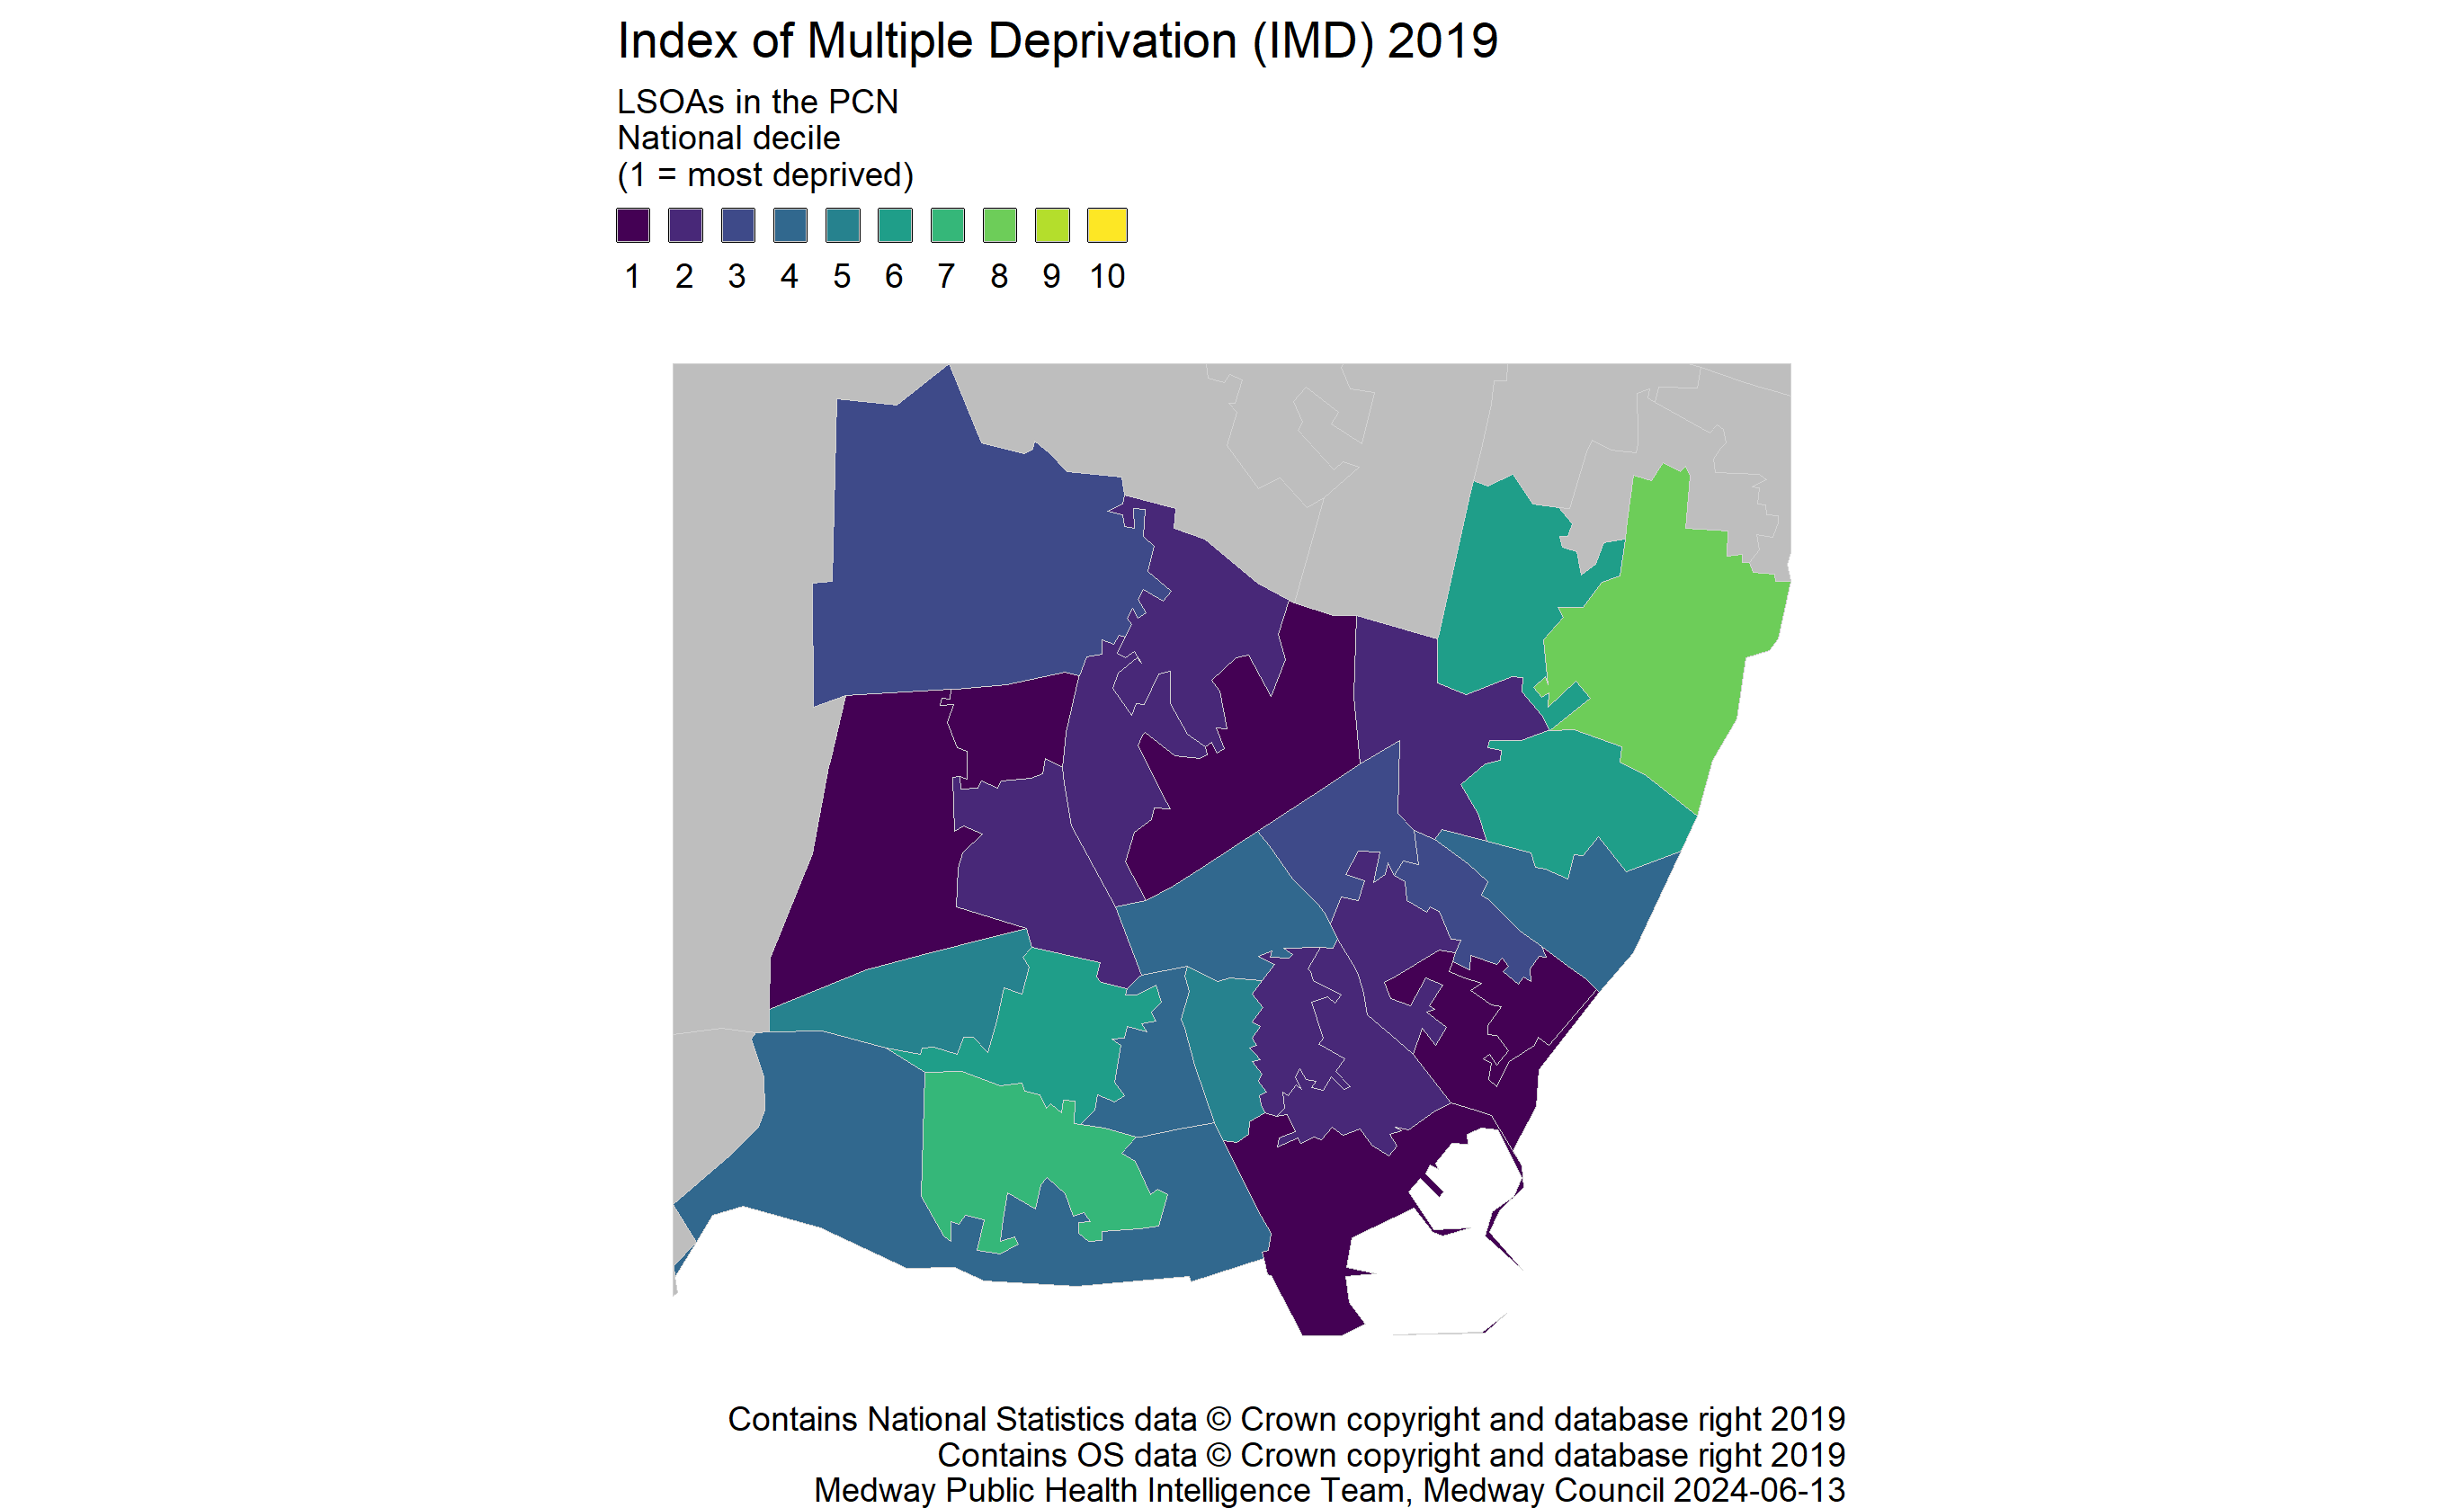 Index of Multiple Deprivation (IMD) 2019
LSOAs in the PCN
National decile
(1 = most deprived)
1 2 3 4 5 6 7 8 9 10
Contains National Statistics data © Crown copyright and database right 2019
Contains OS data © Crown copyright and database right 2019
Medway Public Health Intelligence Team, Medway Council 2024-06-13